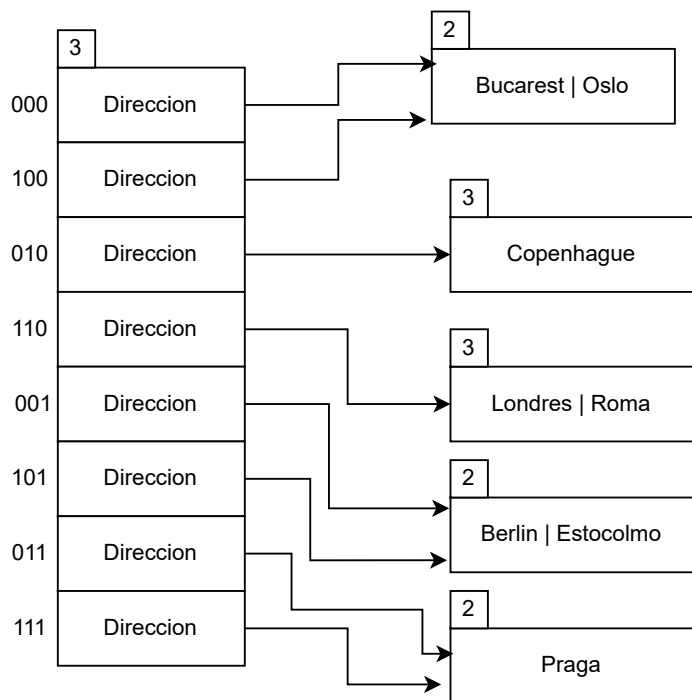 3
2
000
Direccion
Bucarest | Oslo
100
Direccion
3
010
Direccion
Copenhague
110
Direccion
3
001
Direccion
Londres | Roma
101
Direccion
2
Berlin | Estocolmo
011
Direccion
2
111
Direccion
Praga